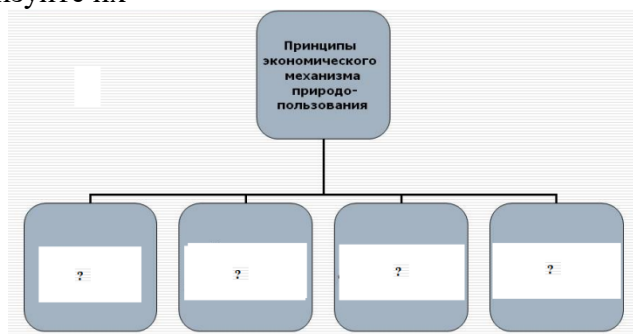 Принципы
экономического
механизма
природо-
пользования
?
?
?
?